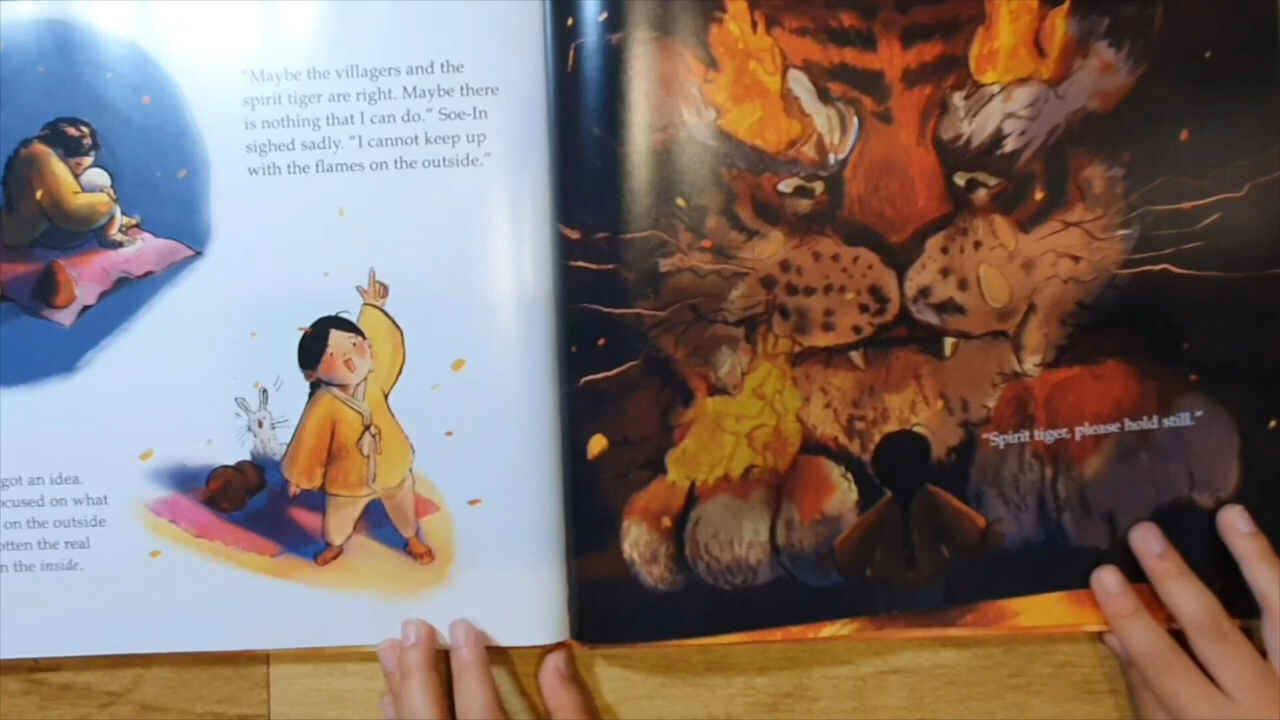 "Maybe the villagers and the
spirit tiger are right. Maybe there
is nothing that I can do." Soe-In
sighed sadly. "I cannot keep up
with the flames on the outside."
got an idea.
on what
on the outside
the real
the inside.
"Spirit tiger, please hold still."